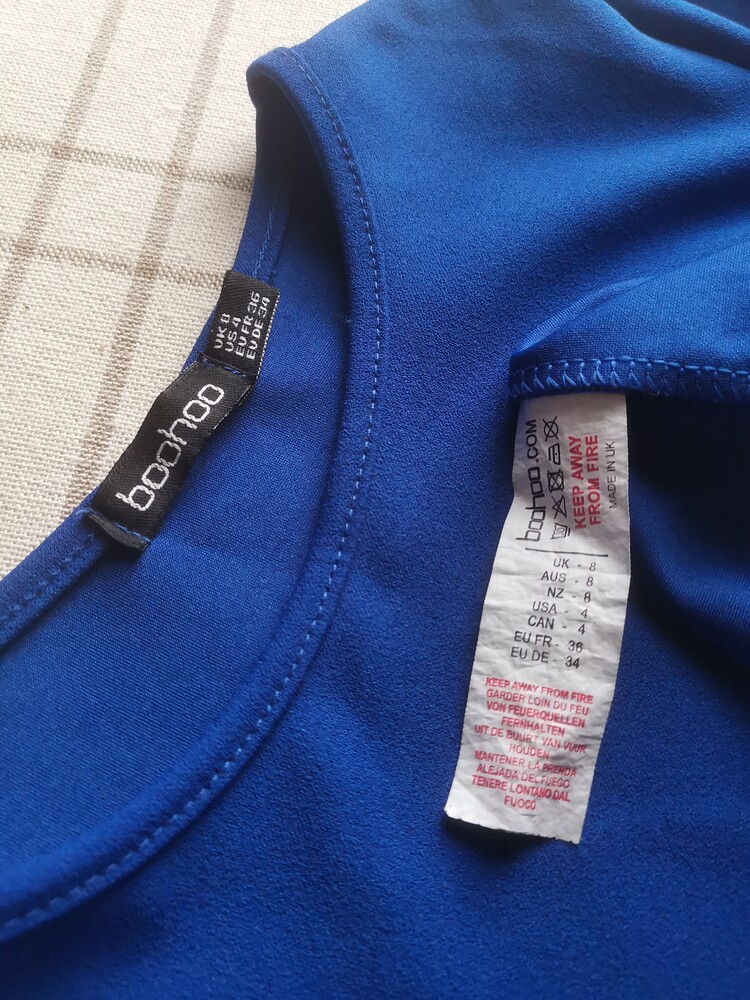 UK 8
US 4
EU FR 36
EU DE 34
boohoo
boohoo.COM
KEEP AWAY
FROM FIRE
MADE IN UK
UK - 8
AUS - 8
NZ - 8
USA - 4
CAN - 4
EU FR - 36
EU DE - 34
KEEP AWAY FROM FIRE
GARDER LOIN DU FEU
VON FEUERQUELLEN
FERNHALTEN
UIT DE BUURT VAN VUUR
HOUDEN
MANTENER LA PRENDA
ALEJADA DEL FUEGO
TENERE LONTANO DAL
FUOCO